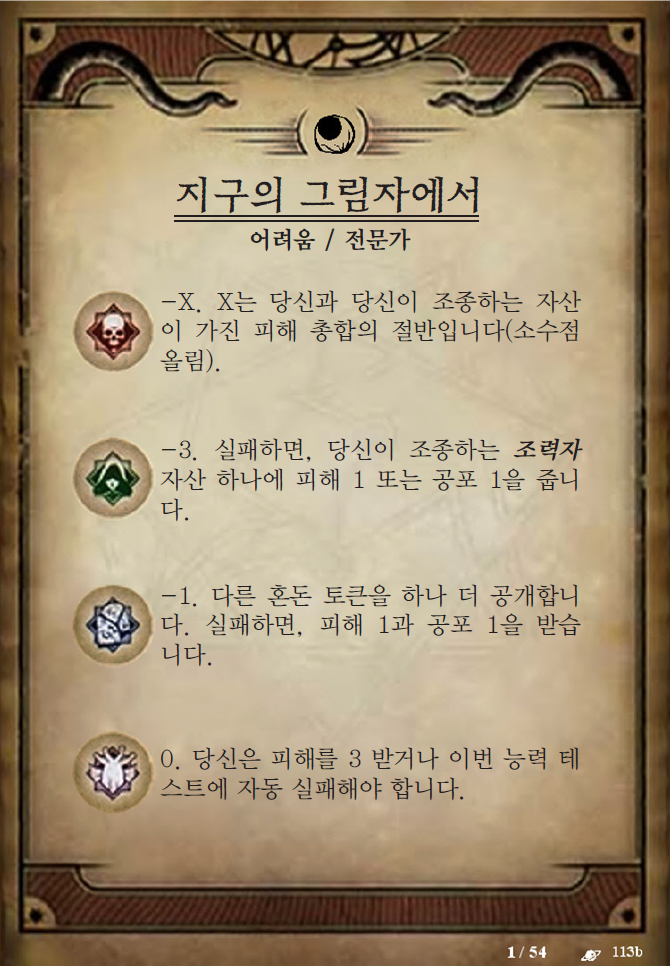 지구의 그림자에서
어려움 / 전문가
-X. X는 당신과 당신이 조종하는 자산
이 가진 피해 총합의 절반입니다(소수점
올림).
-3. 실패하면, 당신이 조종하는 조력자
자산 하나에 피해 1 또는 공포 1을 줍니
다.
-1. 다른 혼돈 토큰을 하나 더 공개합니
다. 실패하면, 피해 1과 공포 1을 받습
니다.
0. 당신은 피해를 3 받거나 이번 능력 테
스트에 자동 실패해야 합니다.
1 / 54 113b